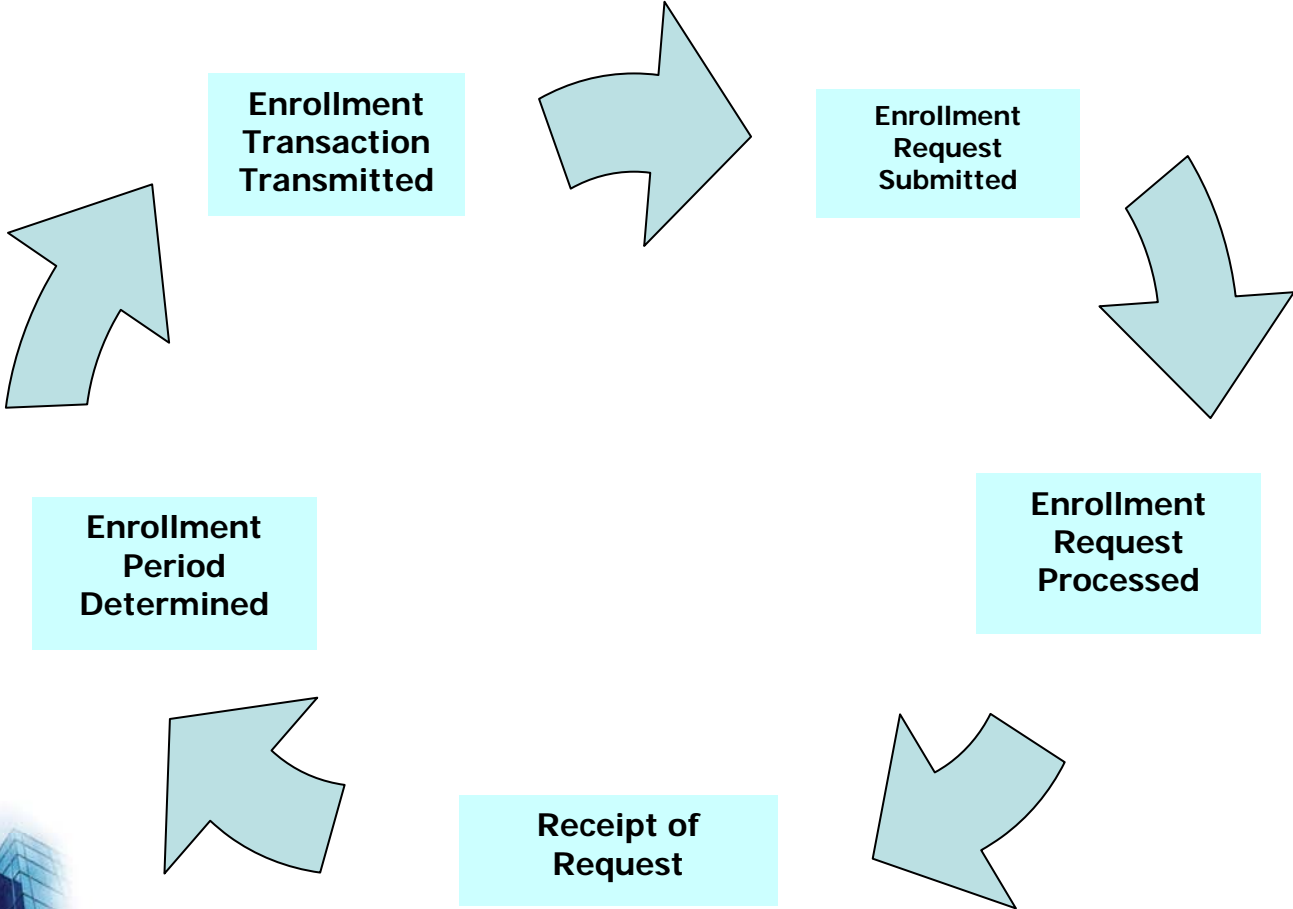 Enrollment
Transaction
Transmitted
Enrollment
Request
Submitted
Enrollment
Request
Processed
Receipt of
Request
Enrollment
Period
Determined